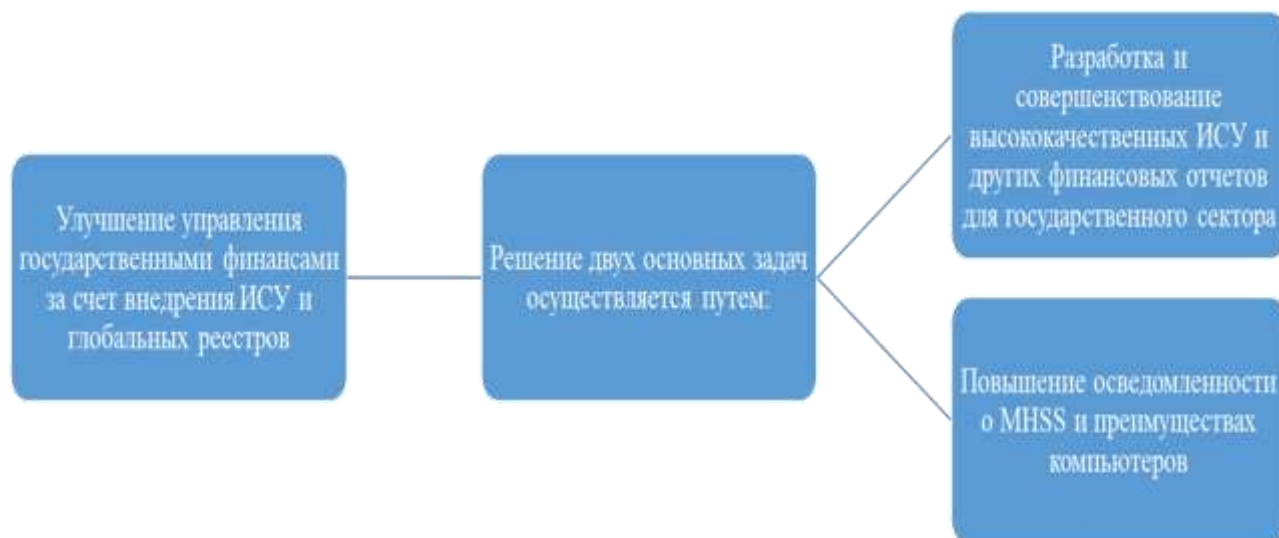 Улучшение управления
государственными финансами
за счет внедрения ИСУ и
глобальных реестров
Решение двух основных задач
осуществляется путем:
Разработка и
совершенствование
высококачественных ИСУ и
других финансовых отчетов
для государственного сектора
Повышение осведомленности
о MHSS и преимуществах
компьютеров